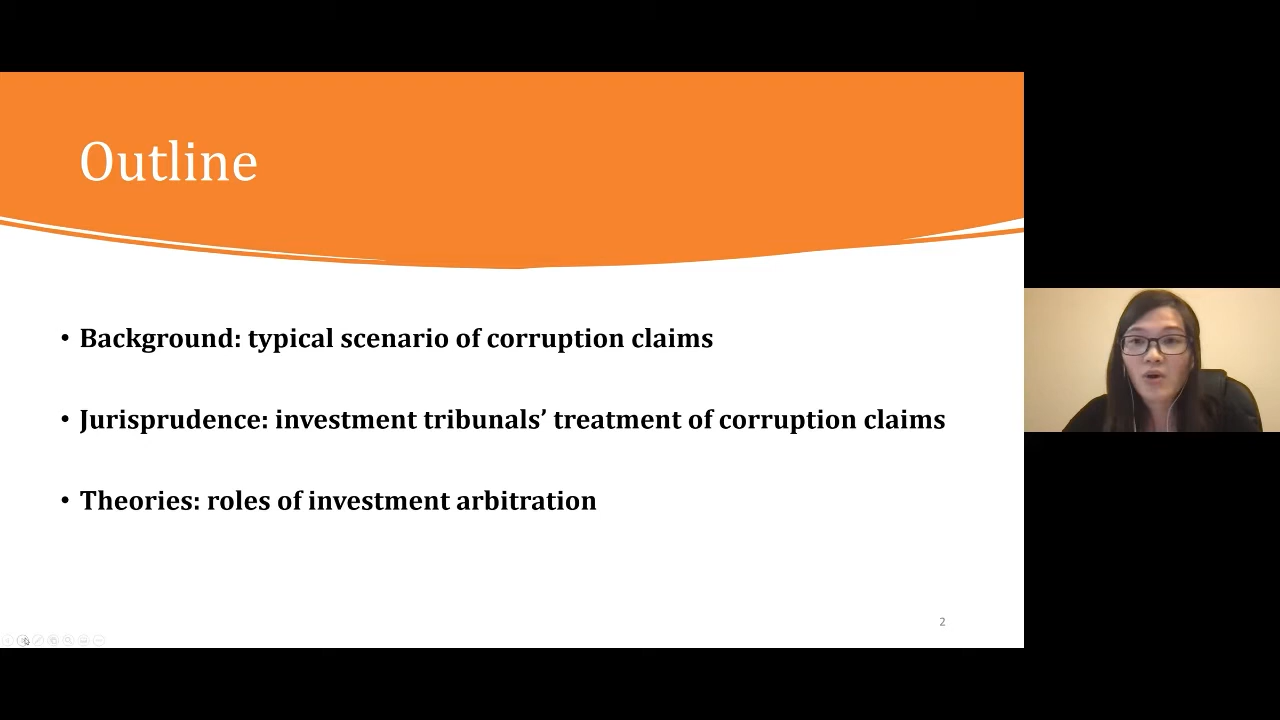 Outline
• Background: typical scenario of corruption claims
• Jurisprudence: investment tribunals’ treatment of corruption claims
• Theories: roles of investment arbitration
2